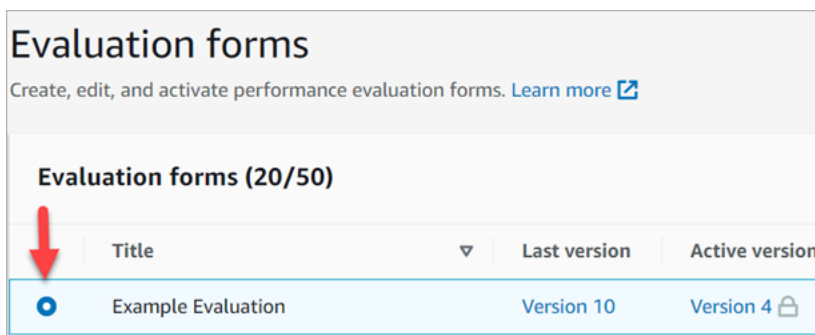 Evaluation forms
Create, edit, and activate performance evaluation forms. Learn more
Evaluation forms (20/50)
Title Last version Active version
Example Evaluation Version 10 Version 4